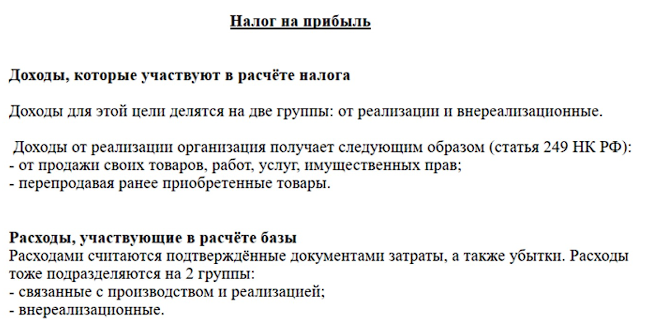 Налог на прибыль
Доходы, которые участвуют в расчёте налога
Доходы для этой цели делятся на две группы: от реализации и внереализационные.
Доходы от реализации организация получает следующим образом (статья 249 НК РФ):
- от продажи своих товаров, работ, услуг, имущественных прав;
- перепродавая ранее приобретенные товары.
Расходы, участвующие в расчёте базы
Расходами считаются подтверждённые документами затраты, а также убытки. Расходы
тоже подразделяются на 2 группы:
- связанные с производством и реализацией;
- внереализационные.